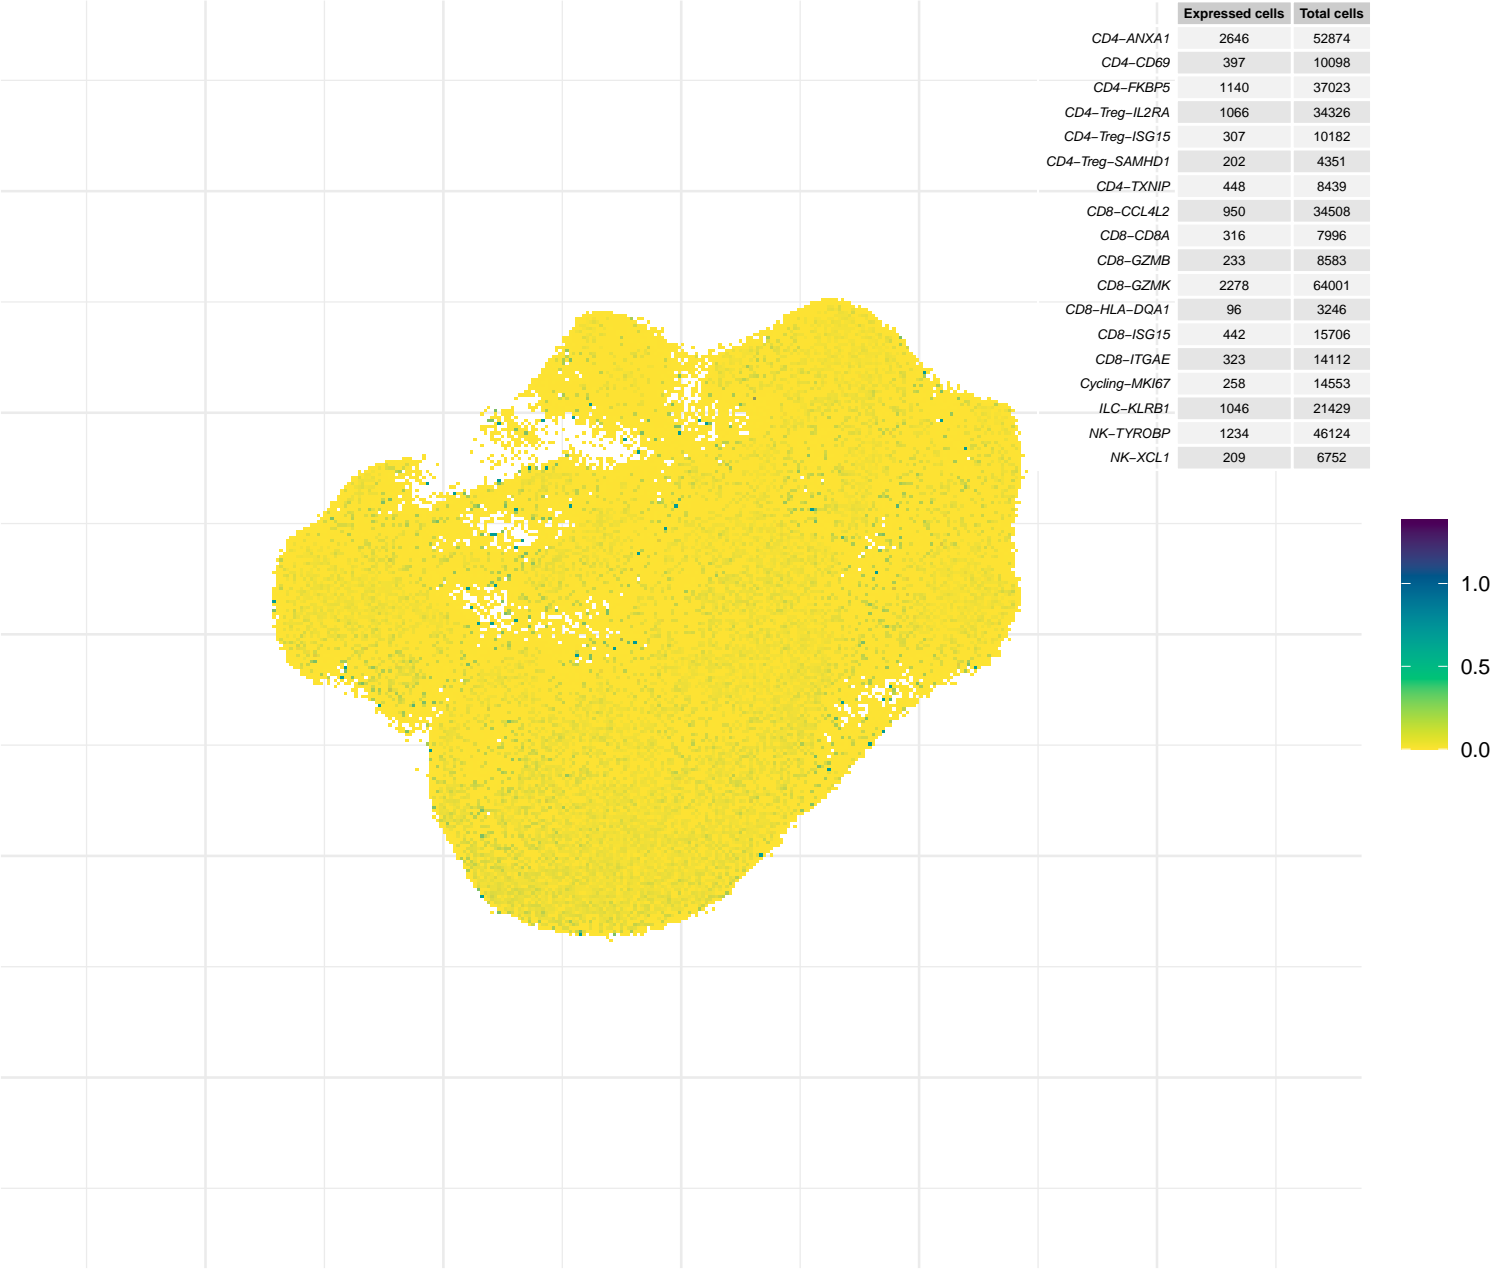 Expressed cells Total cells
CD4−ANXA1 2646 52874
CD4−CD69 397 10098
CD4−FKBP5 1140 37023
CD4−Treg−IL2RA 1066 34326
CD4−Treg−ISG15 307 10182
CD4−Treg−SAMHD1 202 4351
CD4−TXNIP 448 8439
CD8−CCL4L2 950 34508
CD8−CD8A 316 7996
CD8−GZMB 233 8583
CD8−GZMK 2278 64001
CD8−HLA−DQA1 96 3246
CD8−ISG15 442 15706
CD8−ITGAE 323 14112
Cycling−MKI67 258 14553
ILC−KLRB1 1046 21429
NK−TYROBP 1234 46124
NK−XCL1 209 6752
1.0
0.5
0.0